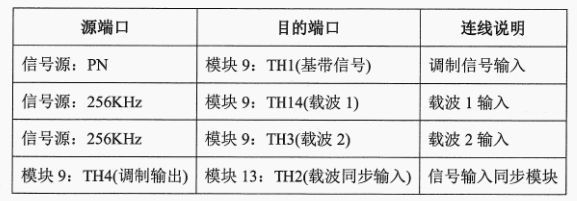 源端口 目的端口 连线说明
信号源：PN 模块 9：TH1(基带信号) 调制信号输入
信号源：256KHz 模块 9：TH14(载波 1) 载波 1 输入
信号源：256KHz 模块 9：TH3(载波 2) 载波 2 输入
模块 9：TH4(调制输出) 模块 13：TH2(载波同步输入) 信号输入同步模块